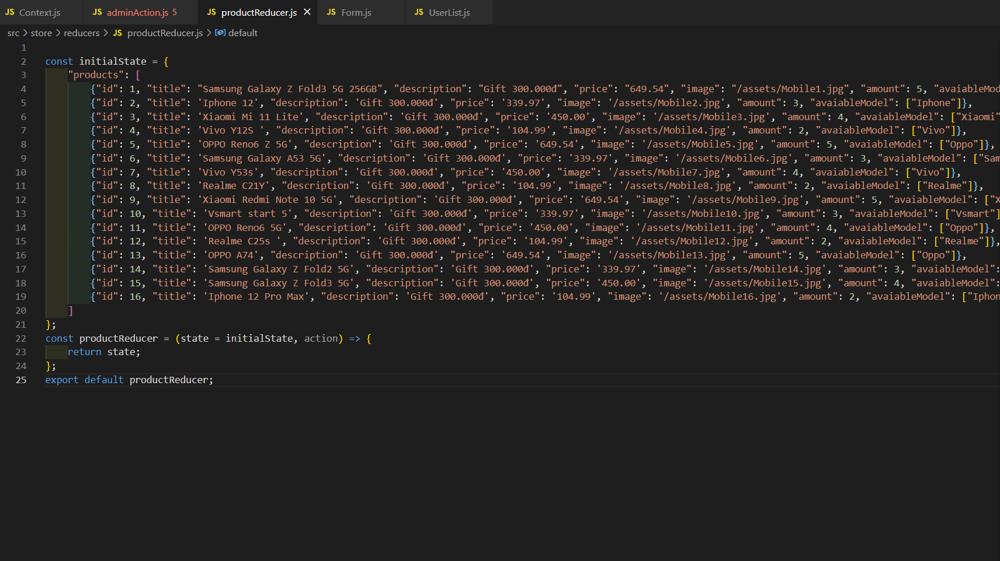 JS Context.js JS adminAction.js 5 JS productReducer.js × JS Form.js JS UserList.js
src > store > reducers > JS productReducer.js > default
1
2 const initialState = {
3 "products": [
4 {"id": 1, "title": "Samsung Galaxy Z Fold3 5G 256GB", "description": "Gift 300.000đ", "price": "649.54", "image": "/assets/Mobile1.jpg", "amount": 5, "avaiableMod
5 {"id": 2, "title": 'Iphone 12', "description": 'Gift 300.000đ', "price": '339.97', "image": '/assets/Mobile2.jpg', "amount": 3, "avaiableModel": ["Iphone"]},
6 {"id": 3, "title": 'Xiaomi Mi 11 Lite', "description": 'Gift 300.000đ', "price": '450.00', "image": '/assets/Mobile3.jpg', "amount": 4, "avaiableModel": ["Xiaomi"
7 {"id": 4, "title": 'Vivo Y12S ', "description": 'Gift 300.000đ', "price": '104.99', "image": '/assets/Mobile4.jpg', "amount": 2, "avaiableModel": ["Vivo"]},
8 {"id": 5, "title": 'OPPO Reno6 Z 5G', "description": 'Gift 300.000đ', "price": '649.54', "image": '/assets/Mobile5.jpg', "amount": 5, "avaiableModel": ["Oppo"]},
9 {"id": 6, "title": 'Samsung Galaxy A53 5G', "description": 'Gift 300.000đ', "price": '339.97', "image": '/assets/Mobile6.jpg', "amount": 3, "avaiableModel": ["Sam
10 {"id": 7, "title": 'Vivo Y53s', "description": 'Gift 300.000đ', "price": '450.00', "image": '/assets/Mobile7.jpg', "amount": 4, "avaiableModel": ["Vivo"]},
11 {"id": 8, "title": 'Realme C21Y', "description": 'Gift 300.000đ', "price": '104.99', "image": '/assets/Mobile8.jpg', "amount": 2, "avaiableModel": ["Realme"]},
12 {"id": 9, "title": 'Xiaomi Redmi Note 10 5G', "description": 'Gift 300.000đ', "price": '649.54', "image": '/assets/Mobile9.jpg', "amount": 5, "avaiableModel": ["X
13 {"id": 10, "title": 'Vsmart start 5', "description": 'Gift 300.000đ', "price": '339.97', "image": '/assets/Mobile10.jpg', "amount": 3, "avaiableModel": ["Vsmart"]
14 {"id": 11, "title": 'OPPO Reno6 5G', "description": 'Gift 300.000đ', "price": '450.00', "image": '/assets/Mobile11.jpg', "amount": 4, "avaiableModel": ["Oppo"]},
15 {"id": 12, "title": 'Realme C25s ', "description": 'Gift 300.000đ', "price": '104.99', "image": '/assets/Mobile12.jpg', "amount": 2, "avaiableModel": ["Realme"]},
16 {"id": 13, "title": 'OPPO A74', "description": 'Gift 300.000đ', "price": '649.54', "image": '/assets/Mobile13.jpg', "amount": 5, "avaiableModel": ["Oppo"]},
17 {"id": 14, "title": 'Samsung Galaxy Z Fold2 5G', "description": 'Gift 300.000đ', "price": '339.97', "image": '/assets/Mobile14.jpg', "amount": 3, "avaiableModel":
18 {"id": 15, "title": 'Samsung Galaxy Z Fold3 5G', "description": 'Gift 300.000đ', "price": '450.00', "image": '/assets/Mobile15.jpg', "amount": 4, "avaiableModel":
19 {"id": 16, "title": 'Iphone 12 Pro Max', "description": 'Gift 300.000đ', "price": '104.99', "image": '/assets/Mobile16.jpg', "amount": 2, "avaiableModel": ["Iphon
20 ]
21 };
22 const productReducer = (state = initialState, action) => {
23 return state;
24 };
25 export default productReducer;